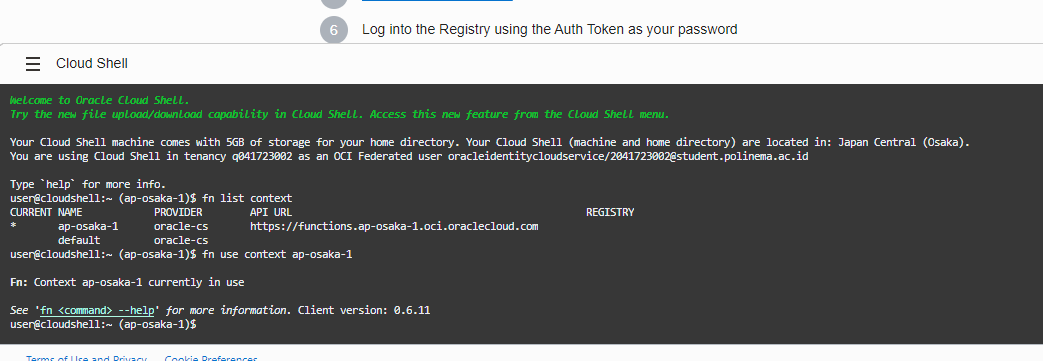 6 Log into the Registry using the Auth Token as your password
Cloud Shell
Welcome to Oracle Cloud Shell.
Try the new file upload/download capability in Cloud Shell. Access this new feature from the Cloud Shell menu.
Your Cloud Shell machine comes with 5GB of storage for your home directory. Your Cloud Shell (machine and home directory) are located in: Japan Central (Osaka).
You are using Cloud Shell in tenancy q041723002 as an OCI Federated user oracleidentitycloudservice/2041723002@student.polinema.ac.id
Type `help` for more info.
user@cloudshell:~ (ap-osaka-1)$ fn list context
CURRENT NAME PROVIDER API URL REGISTRY
* ap-osaka-1 oracle-cs https://functions.ap-osaka-1.oci.oraclecloud.com
default oracle-cs
user@cloudshell:~ (ap-osaka-1)$ fn use context ap-osaka-1
Fn: Context ap-osaka-1 currently in use
See 'fn <command> --help' for more information. Client version: 0.6.11
user@cloudshell:~ (ap-osaka-1)$
Terms of Use and Privacy Cookie Preferences